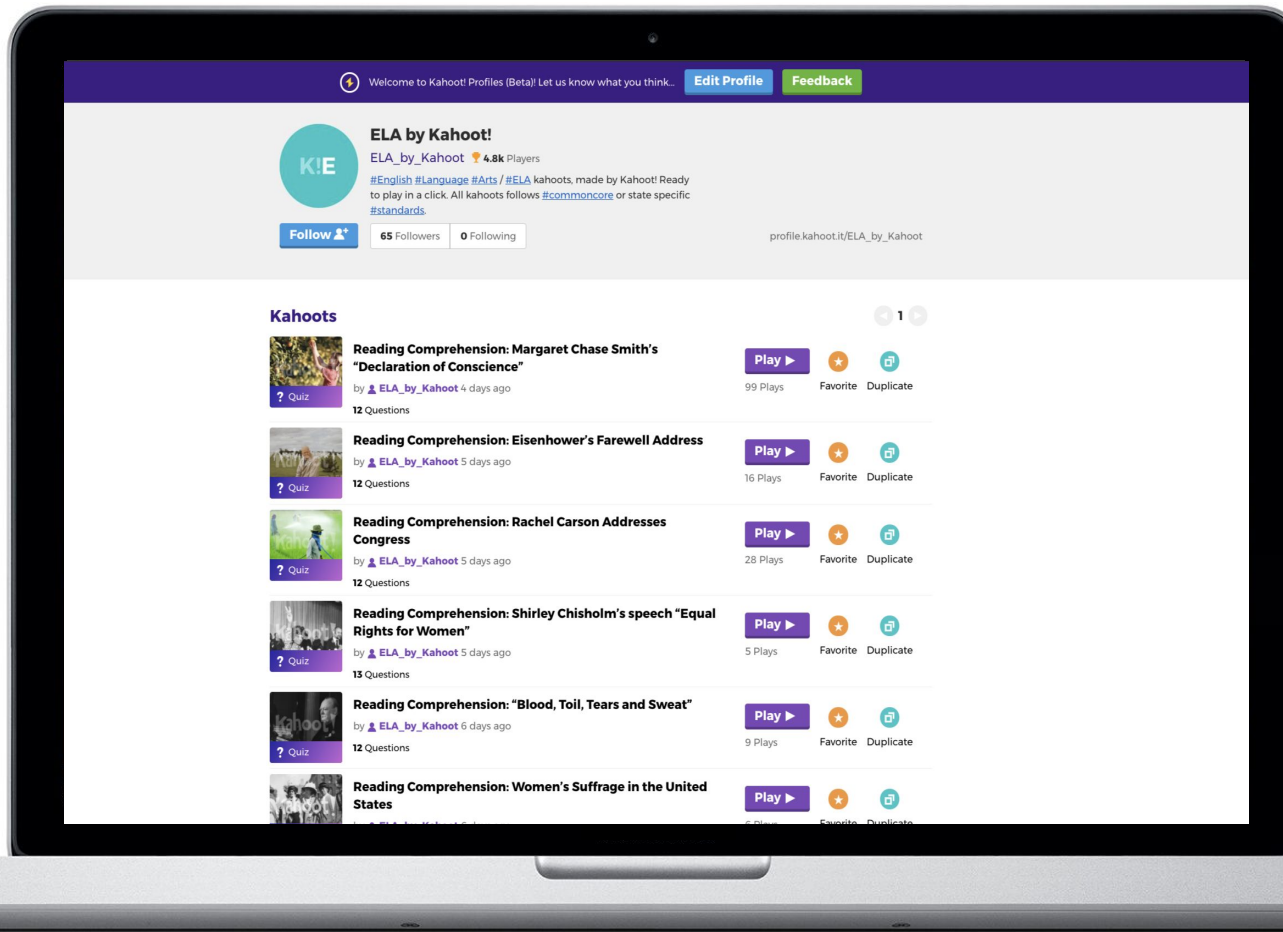 Welcome to Kahoot! Profiles (Beta)! Let us know what you think... Edit Profile Feedback
K!E
ELA by Kahoot!
ELA_by_Kahoot 4.8k Players
#English #Language #Arts / #ELA kahoots, made by Kahoot! Ready
to play in a click. All kahoots follows #commoncore or state specific
#standards.
Follow 65 Followers 0 Following profile.kahoot.it/ELA_by_Kahoot
Kahoots 1
Reading Comprehension: Margaret Chase Smith's
"Declaration of Conscience"
by ELA_by_Kahoot 4 days ago
12 Questions
? Quiz
Play
99 Plays
Favorite Duplicate
Reading Comprehension: Eisenhower's Farewell Address
by ELA_by_Kahoot 5 days ago
12 Questions
Kahoot!
? Quiz
Play
16 Plays
Favorite Duplicate
Reading Comprehension: Rachel Carson Addresses
Congress
by ELA_by_Kahoot 5 days ago
12 Questions
Kahoot!
? Quiz
Play
28 Plays
Favorite Duplicate
Reading Comprehension: Shirley Chisholm's speech "Equal
Rights for Women"
by ELA_by_Kahoot 5 days ago
13 Questions
Kahoot!
? Quiz
Play
5 Plays
Favorite Duplicate
Reading Comprehension: "Blood, Toil, Tears and Sweat"
by ELA_by_Kahoot 6 days ago
12 Questions
Kahoot!
? Quiz
Play
9 Plays
Favorite Duplicate
Reading Comprehension: Women's Suffrage in the United
States
Kahoot!
Play